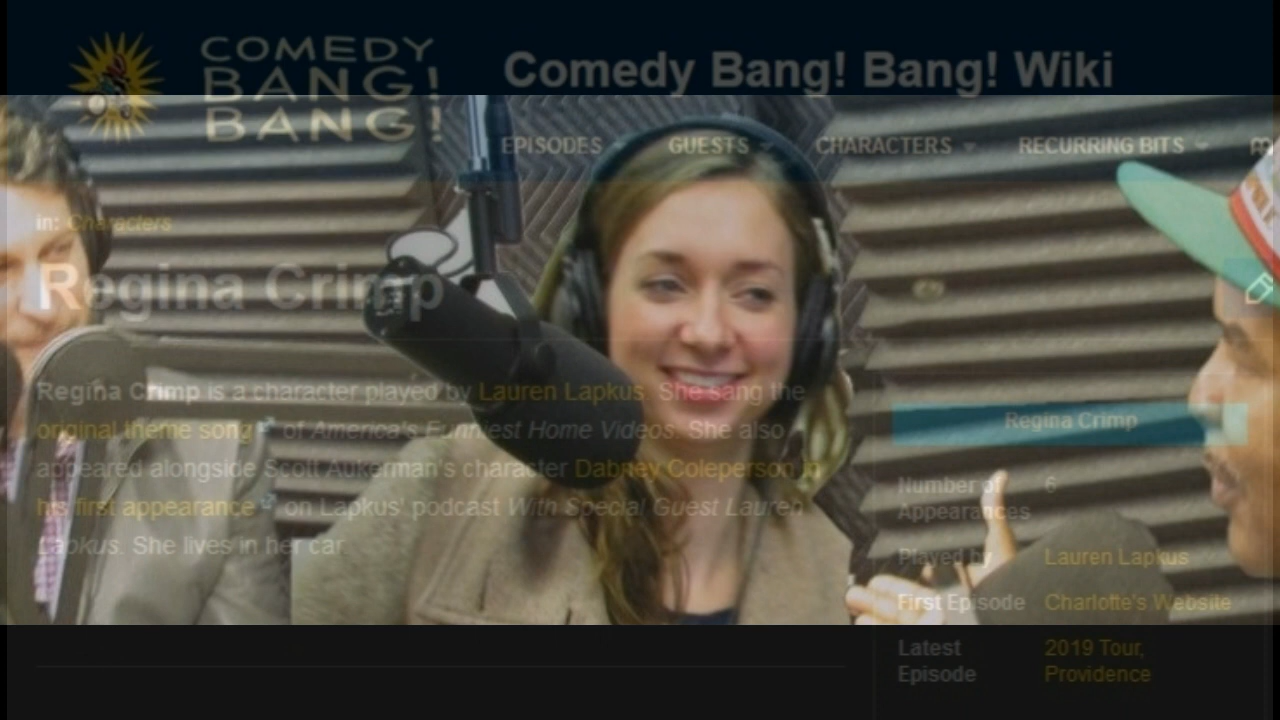 COMEDY
BANG!
BANG!
Comedy Bang! Bang! Wiki
EPISODES GUESTS CHARACTERS RECURRING BITS
in: Characters
Regina Crimp
Regina Crimp is a character played by Lauren Lapkus. She sang the
original theme song of America's Funniest Home Videos. She also
appeared alongside Scott Aukerman's character Dabney Coleperson
his first appearance on Lapkus' podcast With Special Guest Lauren
Lapkus. She lives in her car.
Regina Crimp
Number of
Appearances
6
Played by Lauren Lapkus
First Episode Charlotte's Website
Latest
Episode
2019 Tour,
Providence